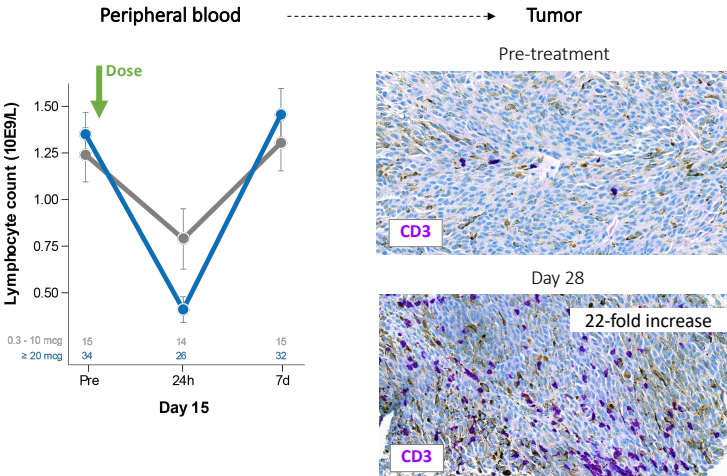 Peripheral blood
Tumor
Dose
Lymphocyte count (10E9/L)
1.50
1.25
1.00
0.75
0.50
0.3 - 10 mcg 15 14 15
≥ 20 mcg 34 26 32
Pre 24h 7d
Day 15
Pre-treatment
CD3
Day 28
22-fold increase
CD3